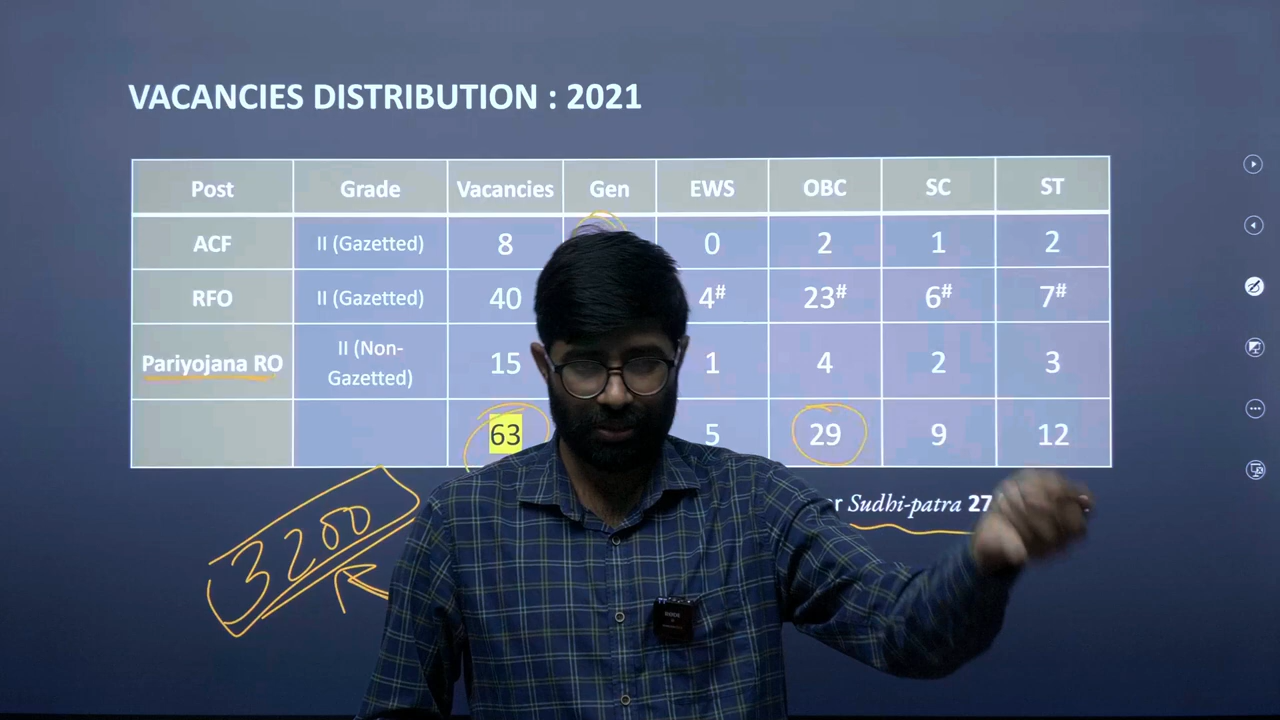 VACANCIES DISTRIBUTION : 2021
Post Grade Vacancies Gen EWS OBC SC ST
ACF II (Gazetted) 8 0 2 1 2
RFO II (Gazetted) 40 4# 23# 6# 7#
Pariyojana RO II (Non-
Gazetted) 15 1 4 2 3
63 5 29 9 12
Sudhi-patra 27
3200